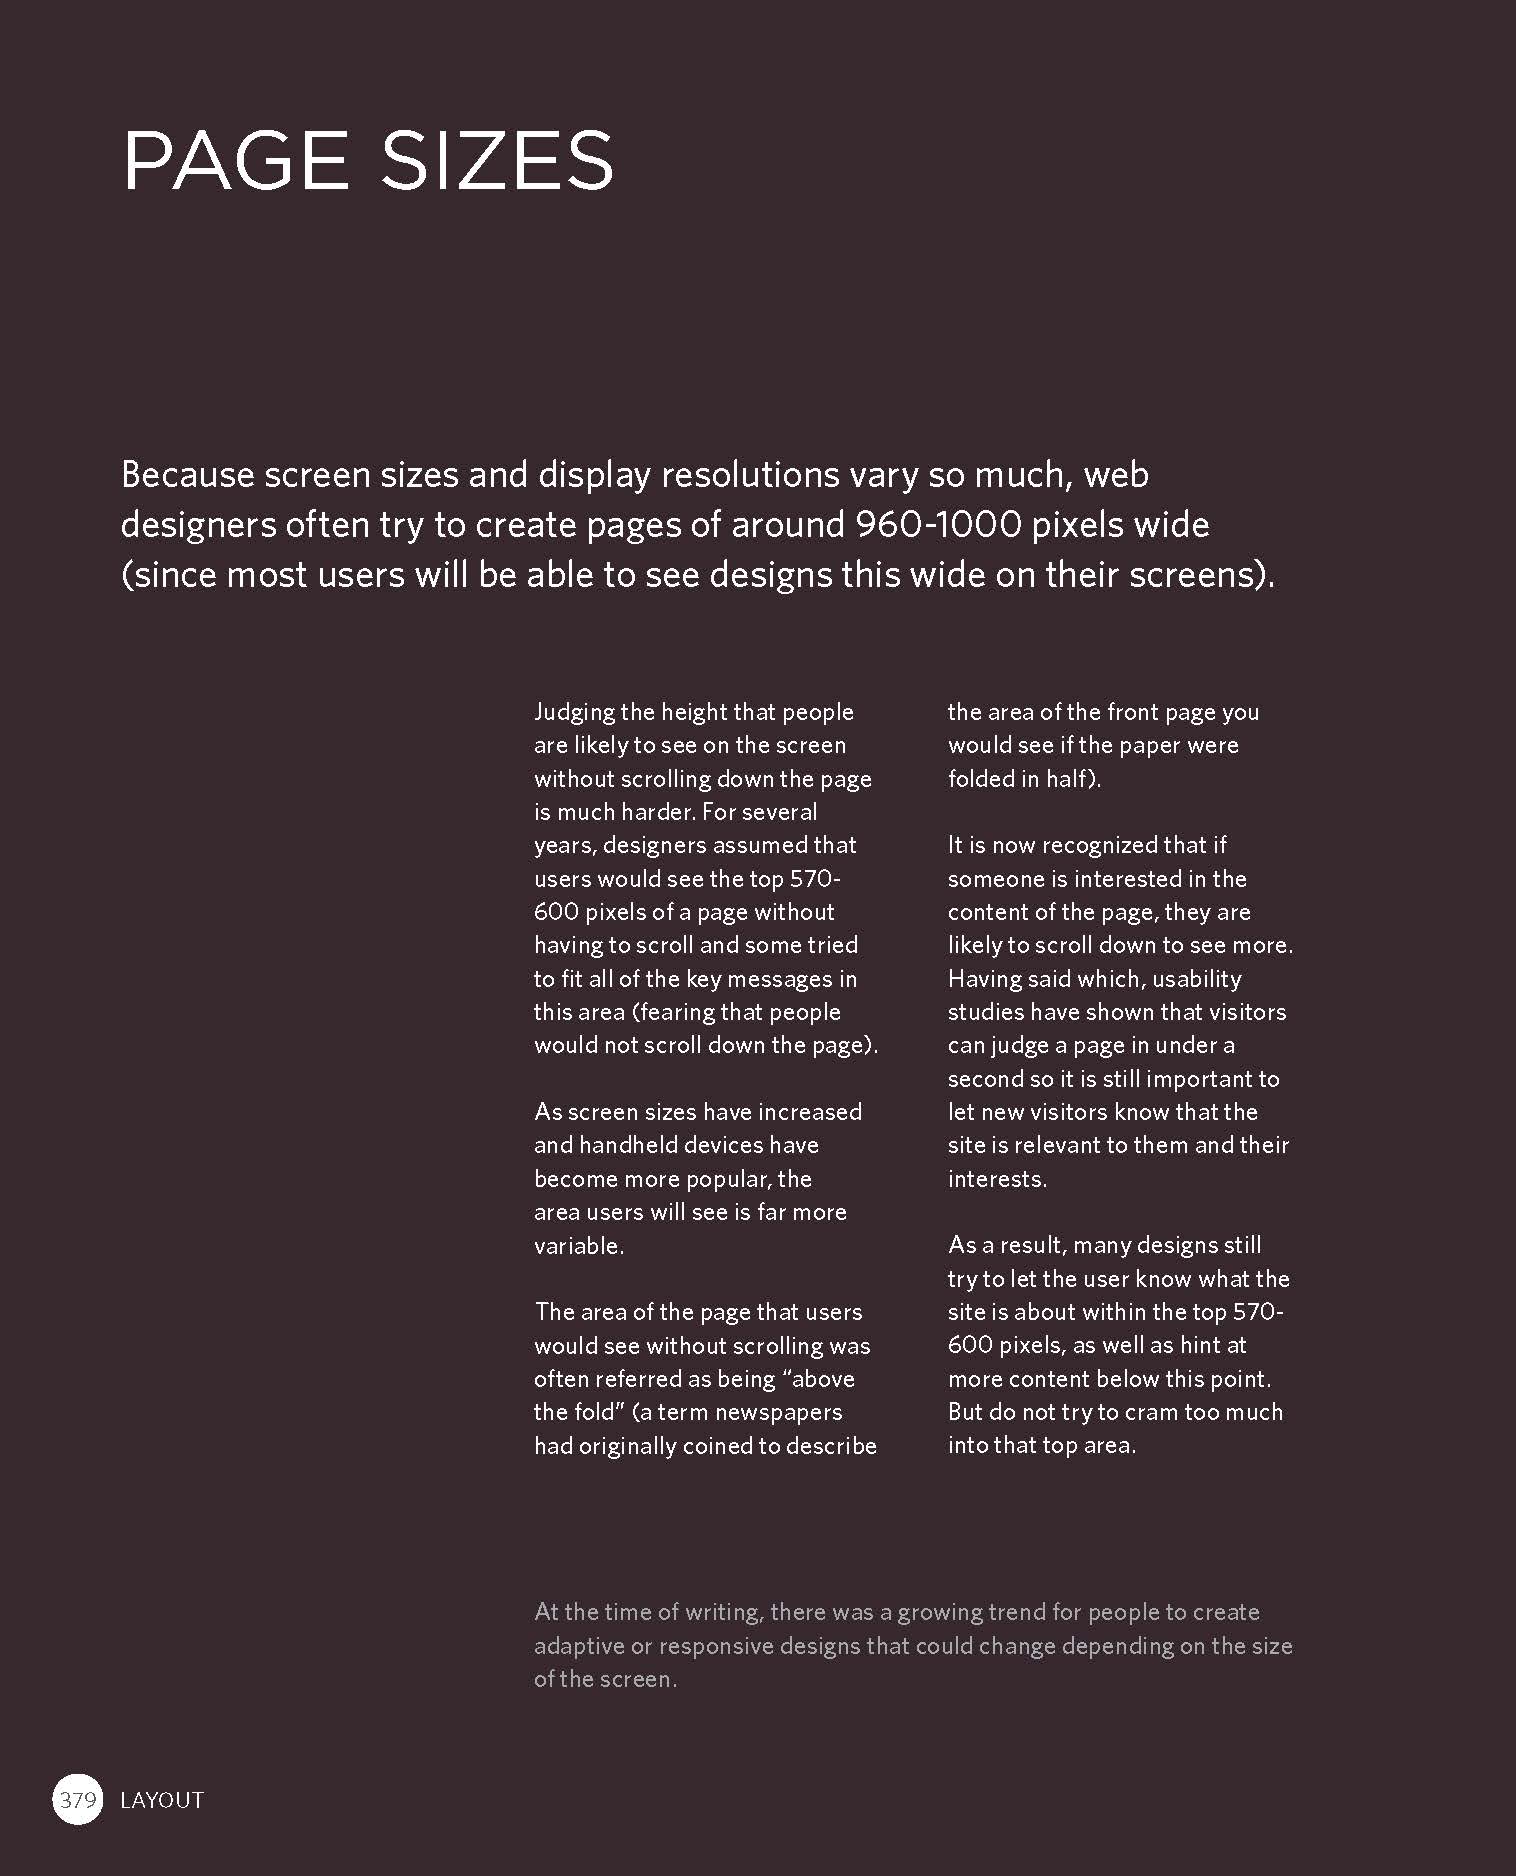 PAGE SIZES
Because screen sizes and display resolutions vary so much, web
designers often try to create pages of around 960-1000 pixels wide
(since most users will be able to see designs this wide on their screens).
Judging the height that people
are likely to see on the screen
without scrolling down the page
is much harder. For several
years, designers assumed that
users would see the top 570-
600 pixels of a page without
having to scroll and some tried
to fit all of the key messages in
this area (fearing that people
would not scroll down the page).
As screen sizes have increased
and handheld devices have
become more popular, the
area users will see is far more
variable.
The area of the page that users
would see without scrolling was
often referred as being “above
the fold” (a term newspapers
had originally coined to describe
the area of the front page you
would see if the paper were
folded in half).
It is now recognized that if
someone is interested in the
content of the page, they are
likely to scroll down to see more.
Having said which, usability
studies have shown that visitors
can judge a page in under a
second so it is still important to
let new visitors know that the
site is relevant to them and their
interests.
As a result, many designs still
try to let the user know what the
site is about within the top 570-
600 pixels, as well as hint at
more content below this point.
But do not try to cram too much
into that top area.
At the time of writing, there was a growing trend for people to create
adaptive or responsive designs that could change depending on the size
of the screen.
379 LAYOUT